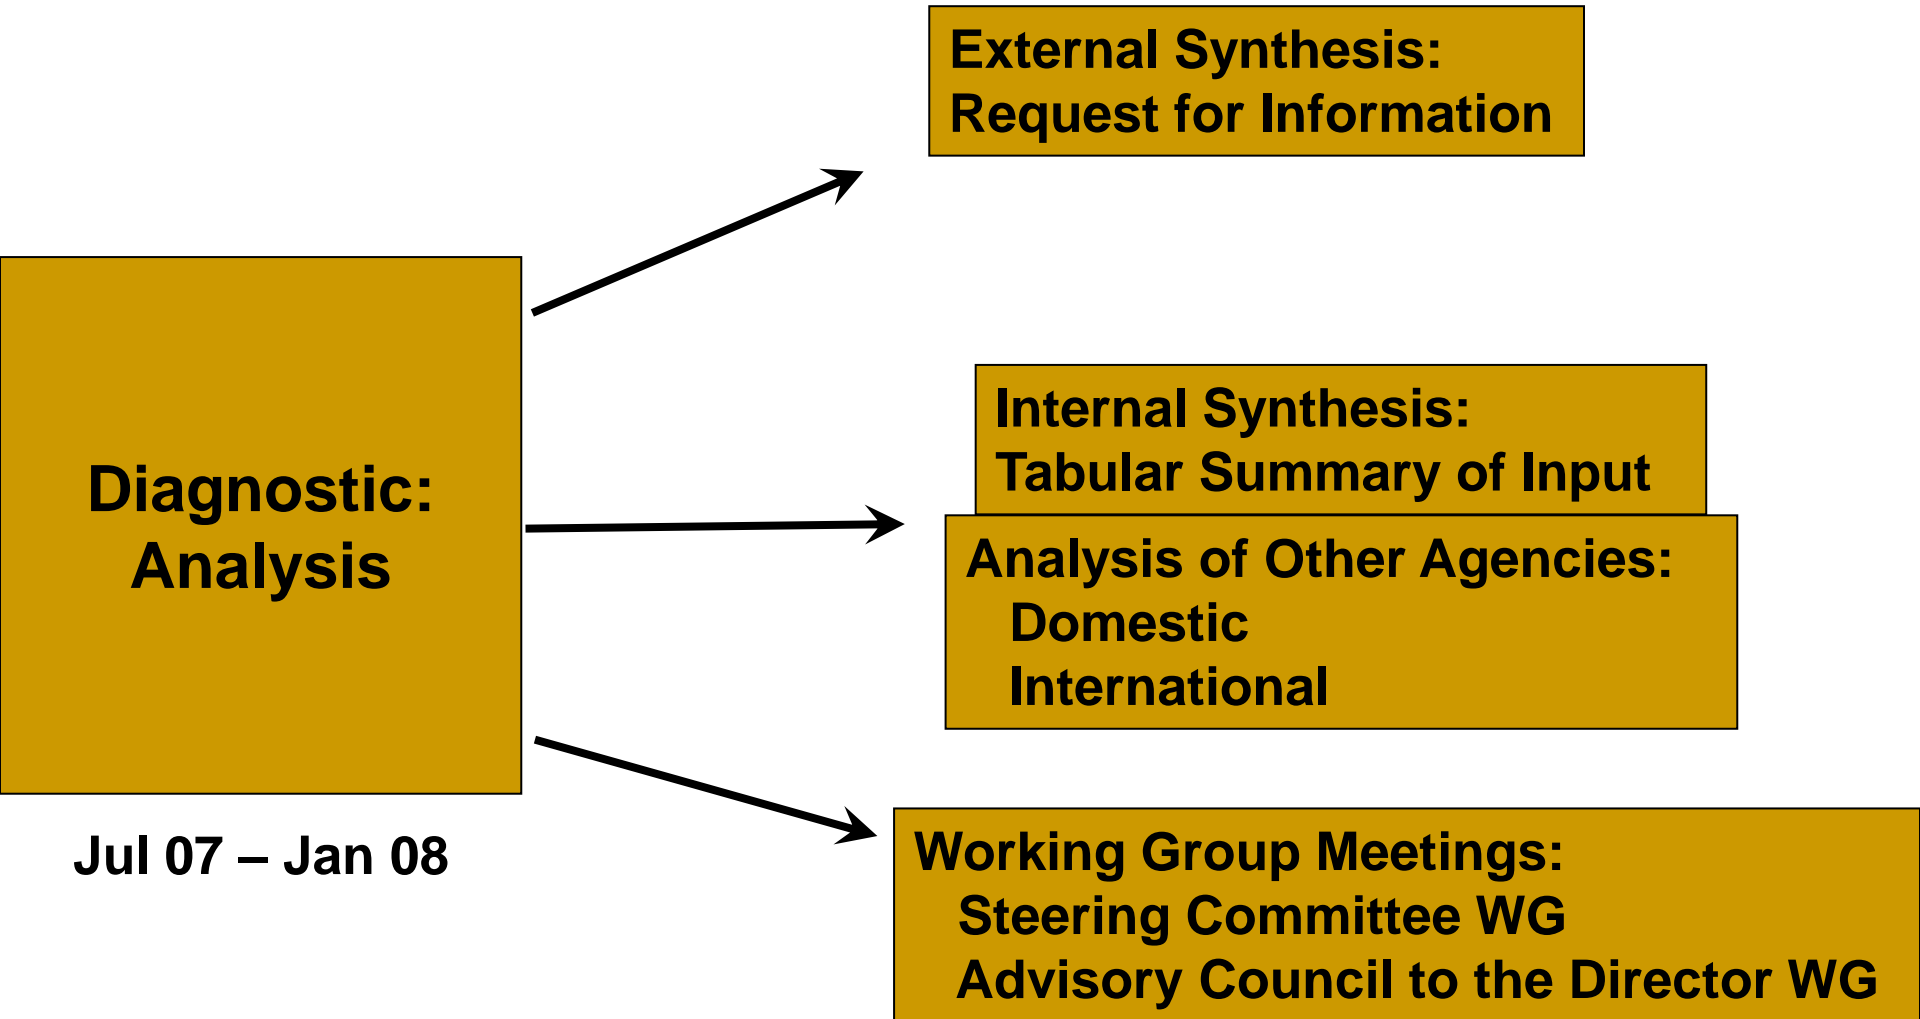 External Synthesis:
Request for Information
Diagnostic:
Analysis
Jul 07 – Jan 08
Internal Synthesis:
Tabular Summary of Input
Analysis of Other Agencies:
Domestic
International
Working Group Meetings:
Steering Committee WG
Advisory Council to the Director WG